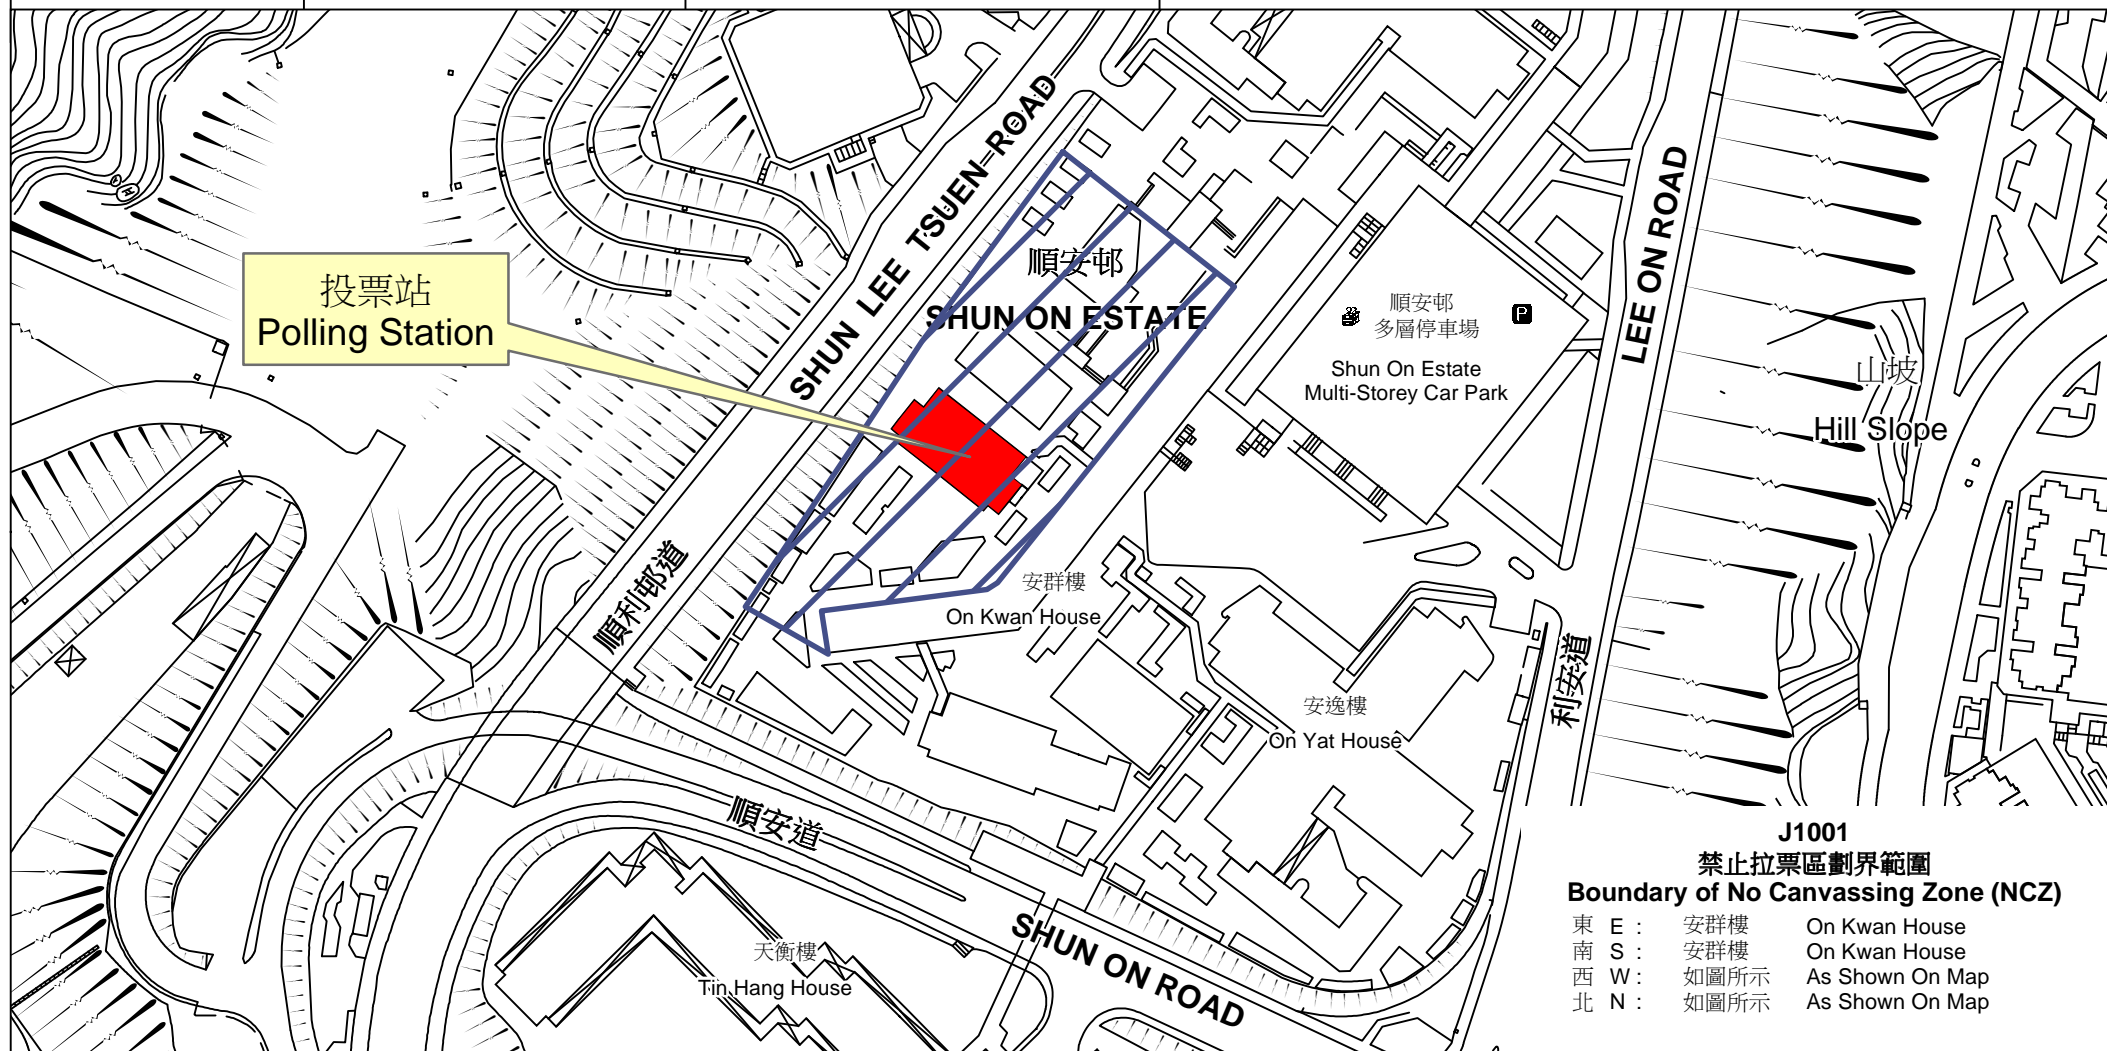 SHUN LEE TSUEN ROAD
投票站
Polling Station
順安邨
SHUN ON ESTATE
順安邨
多層停車場
Shun On Estate
Multi-Storey Car Park
P
LEE ON ROAD
山坡
Hill Slope
順利邨道
安群樓
On Kwan House
利安道
安逸樓
On Yat House
順安道
SHUN ON ROAD
天衡樓
Tin Hang House
J1001
禁止拉票區劃界範圍
Boundary of No Canvassing Zone (NCZ)
東 E : 安群樓 On Kwan House
南 S : 安群樓 On Kwan House
西 W : 如圖所示 As Shown On Map
北 N : 如圖所示 As Shown On Map